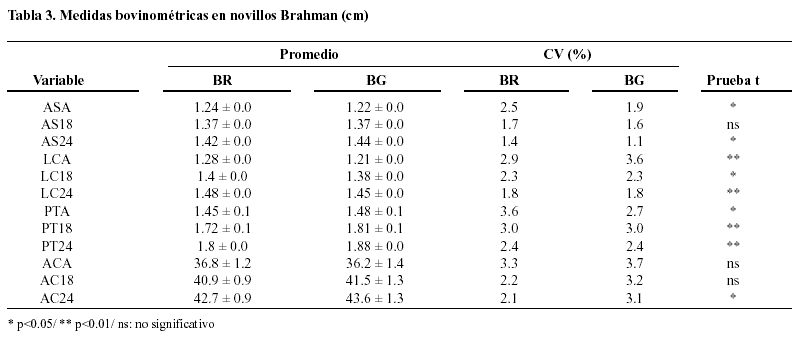 Tabla 3. Medidas bovinométricas en novillos Brahman (cm)
Promedio CV (%)
Variable BR BG BR BG Prueba t
ASA 1.24 ± 0.0 1.22 ± 0.0 2.5 1.9 *
AS18 1.37 ± 0.0 1.37 ± 0.0 1.7 1.6 ns
AS24 1.42 ± 0.0 1.44 ± 0.0 1.4 1.1 *
LCA 1.28 ± 0.0 1.21 ± 0.0 2.9 3.6 **
LC18 1.4 ± 0.0 1.38 ± 0.0 2.3 2.3 *
LC24 1.48 ± 0.0 1.45 ± 0.0 1.8 1.8 **
PTA 1.45 ± 0.1 1.48 ± 0.1 3.6 2.7 *
PT18 1.72 ± 0.1 1.81 ± 0.1 3.0 3.0 **
PT24 1.8 ± 0.0 1.88 ± 0.0 2.4 2.4 **
ACA 36.8 ± 1.2 36.2 ± 1.4 3.3 3.7 ns
AC18 40.9 ± 0.9 41.5 ± 1.3 2.2 3.2 ns
AC24 42.7 ± 0.9 43.6 ± 1.3 2.1 3.1 *
* p<0.05/ ** p<0.01/ ns: no significativo